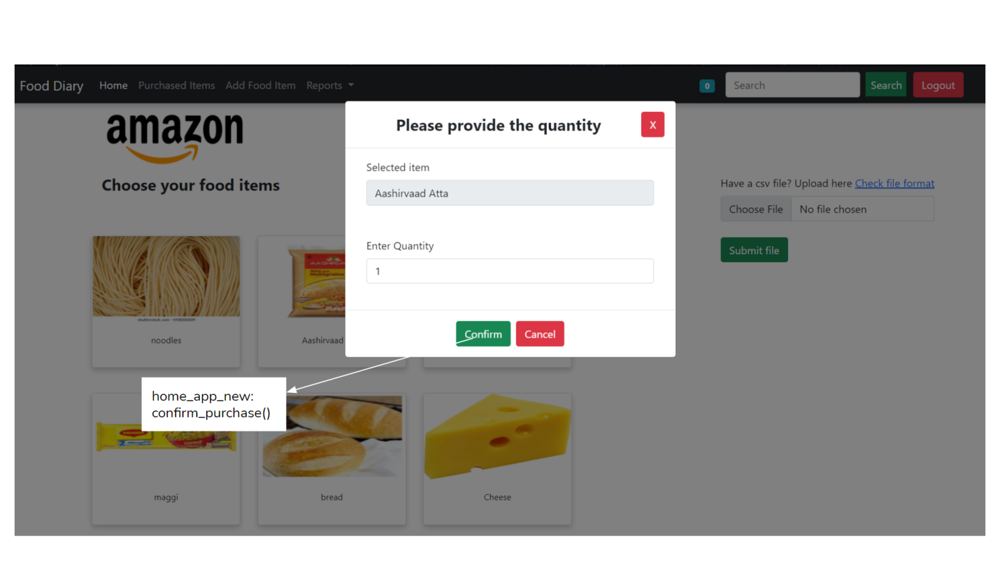 Food Diary Home Purchased Items Add Food Item Reports 0 Search Search Logout
amazon
Choose your food items
Please provide the quantity X
Selected item
Aashirvaad Atta
Enter Quantity
1
Confirm Cancel
Have a csv file? Upload here Check file format
Choose File No file chosen
Submit file
noodles
Aashirvaad
home_app_new:
confirm_purchase()
maggi
bread
Cheese